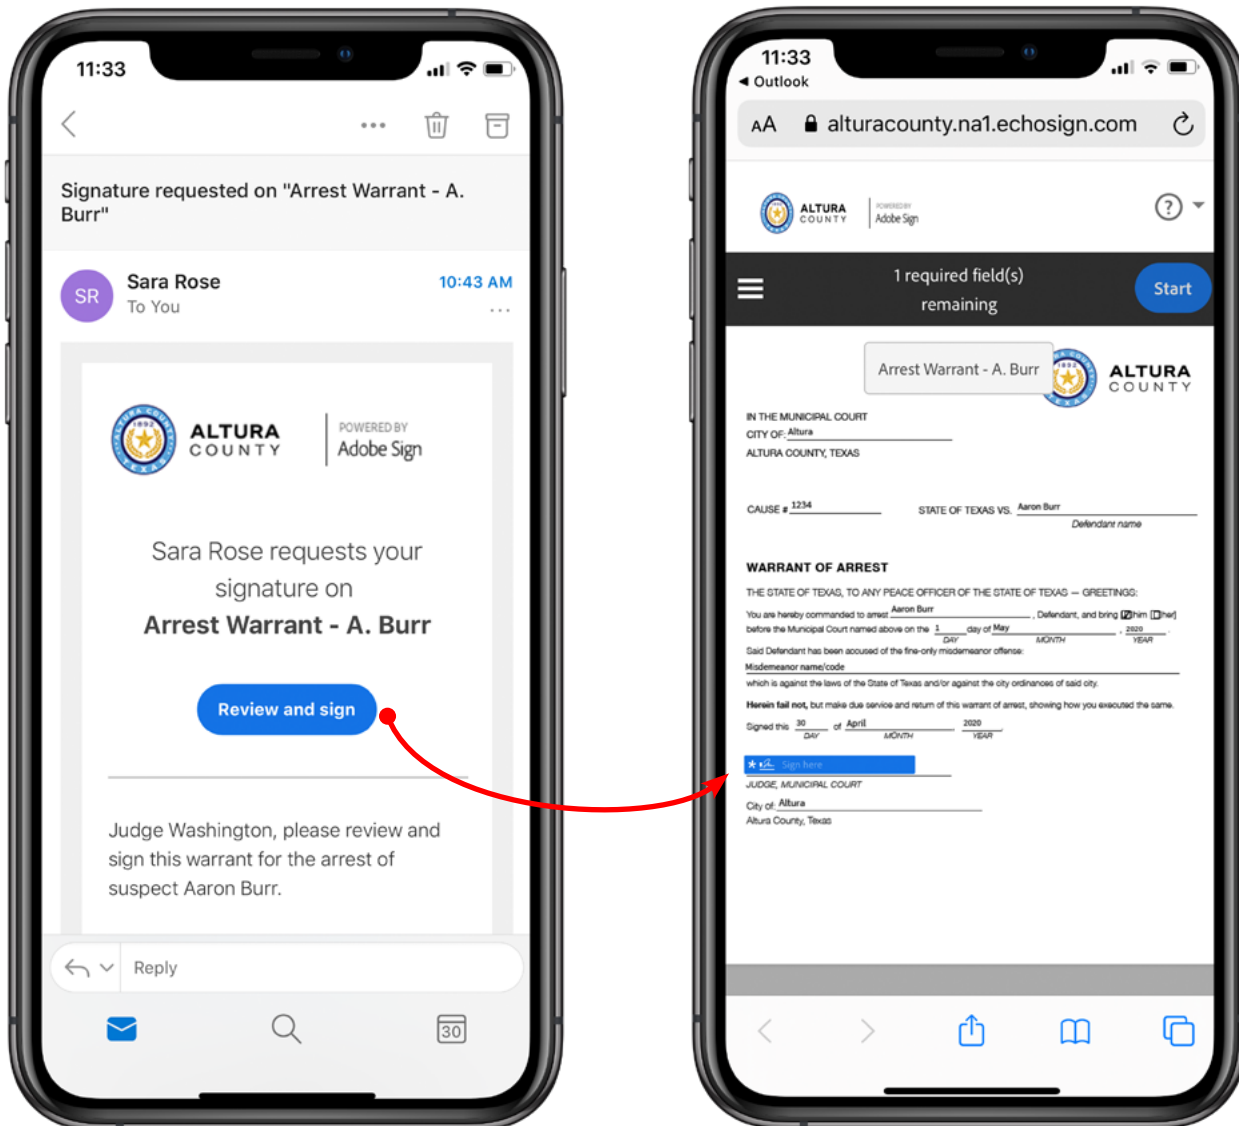 11:33
Signature requested on "Arrest Warrant - A.
Burr"
SR
Sara Rose
10:43 AM
To You
ALTURA COUNTY
1892
TEXAS
ALTURA
COUNTY
POWERED BY
Adobe Sign
Sara Rose requests your
signature on
Arrest Warrant - A. Burr
Review and sign
Judge Washington, please review and
sign this warrant for the arrest of
suspect Aaron Burr.
Reply
30
11:33
Outlook
AA alturacounty.na1.echosign.com
ALTURA
COUNTY
POWERED BY
Adobe Sign
?
1 required field(s)
remaining
Start
Arrest Warrant - A. Burr
1892
TEXAS
ALTURA
COUNTY
IN THE MUNICIPAL COURT
CITY OF: Altura
ALTURA COUNTY, TEXAS
CAUSE # 1234 STATE OF TEXAS VS. Aaron Burr
Defendant name
WARRANT OF ARREST
THE STATE OF TEXAS, TO ANY PEACE OFFICER OF THE STATE OF TEXAS — GREETINGS:
You are hereby commanded to arrest Aaron Burr , Defendant, and bring [him [her]
before the Municipal Court named above on the 1 day of May , 2020 .
DAY MONTH YEAR
Said Defendant has been accused of the fine-only misdemeanor offense:
Misdemeanor name/code
which is against the laws of the State of Texas and/or against the city ordinances of said city.
Herein fail not, but make due service and return of this warrant of arrest, showing how you executed the same.
Signed this 30 of April 2020 .
DAY MONTH YEAR
* Sign here
JUDGE, MUNICIPAL COURT
City of: Altura
Altura County, Texas